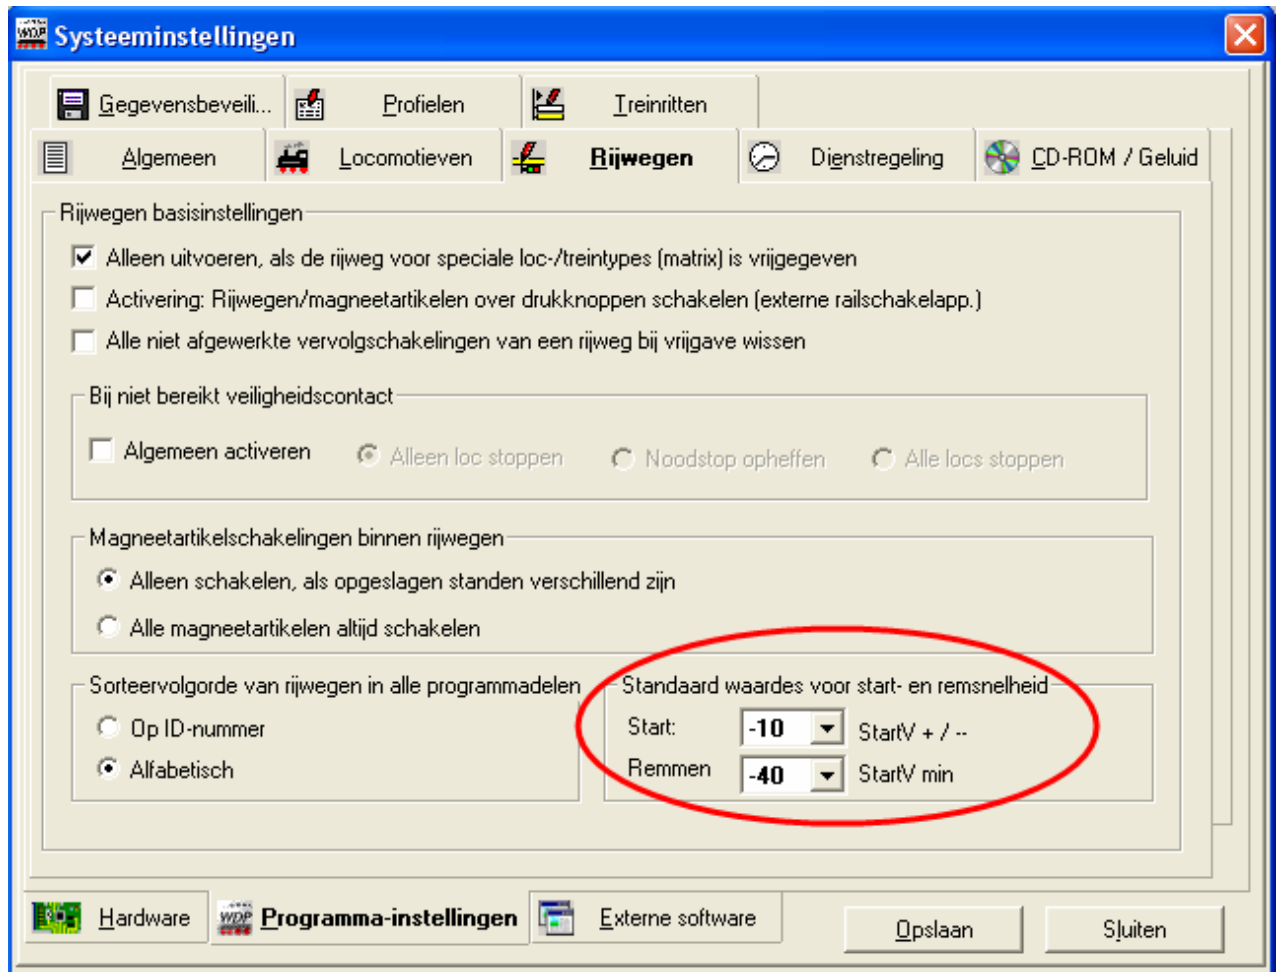 WDP Systeeminstellingen
Gegevensbeveili... Profielen Treinritten
Algemeen Locomotieven Rijwegen Dienstregeling CD-ROM / Geluid
Rijwegen basisinstellingen
Alleen uitvoeren, als de rijweg voor speciale loc-/treintypes (matrix) is vrijgegeven
Activering: Rijwegen/magneetartikelen over drukknoppen schakelen (externe railschakelapp.)
Alle niet afgewerkte vervolgschakelingen van een rijweg bij vrijgave wissen
Bij niet bereikt veiligheidscontact
Algemeen activeren Alleen loc stoppen Noodstop opheffen Alle locs stoppen
Magneetartikelschakelingen binnen rijwegen
Alleen schakelen, als opgeslagen standen verschillend zijn
Alle magneetartikelen altijd schakelen
Sorteervolgorde van rijwegen in alle programmadelen
Op ID-nummer
Alfabetisch
Standaard waardes voor start- en remsnelheid
Start: -10 StartV + / --
Remmen -40 StartV min
Hardware WDP Programma-instellingen Externe software
Opslaan Sluiten